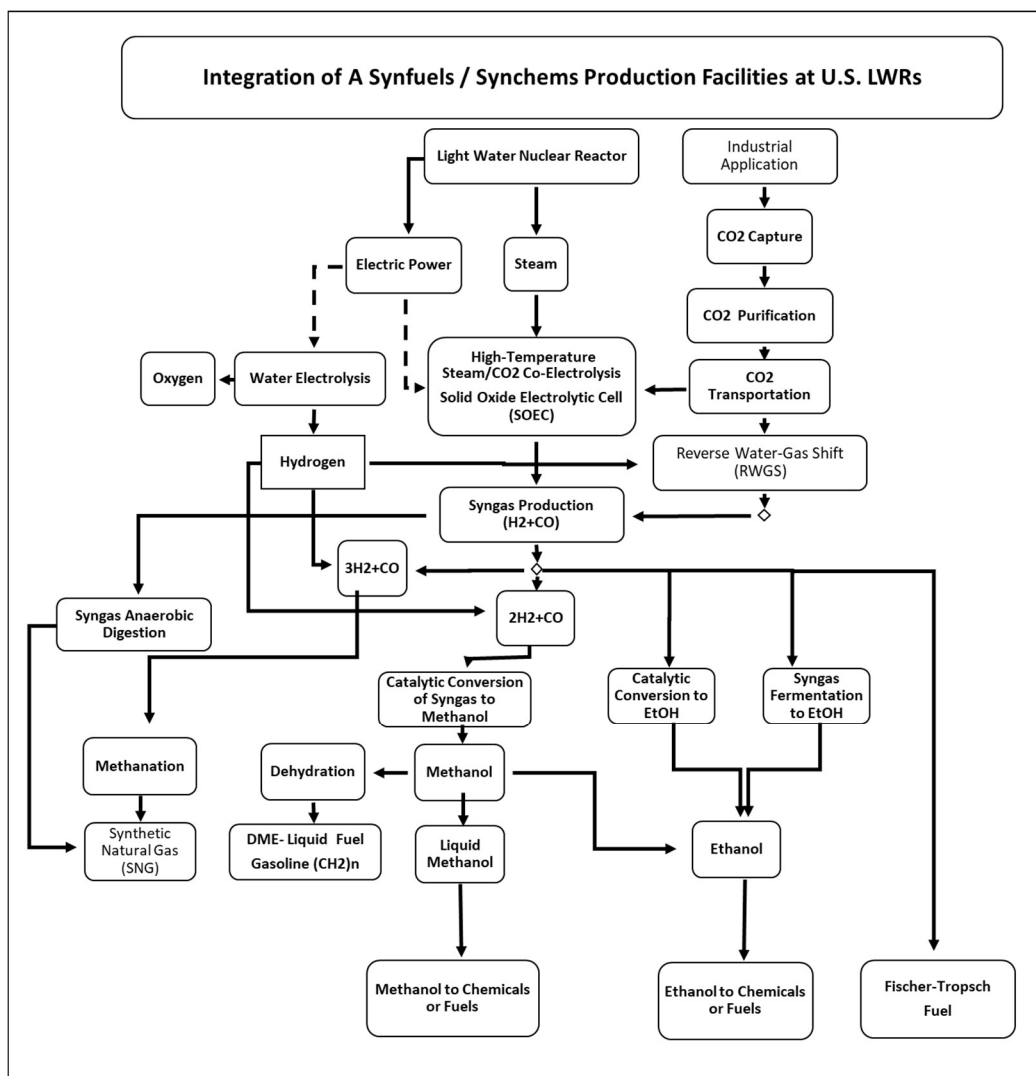 Integration of A Synfuels / Synchems Production Facilities at U.S. LWRs
Light Water Nuclear Reactor
Industrial
Application
CO2 Capture
Electric Power
Steam
CO2 Purification
High-Temperature
Steam/CO2 Co-Electrolysis
Solid Oxide Electrolytic Cell
(SOEC)
Oxygen
Water Electrolysis
CO2
Transportation
Hydrogen
Reverse Water-Gas Shift
(RWGS)
Syngas Production
(H2+CO)
3H2+CO
2H2+CO
Syngas Anaerobic
Digestion
Catalytic Conversion
of Syngas to
Methanol
Catalytic
Conversion to
EtOH
Syngas
Fermentation
to EtOH
Methanation
Dehydration
Methanol
Synthetic
Natural Gas
(SNG)
DME- Liquid Fuel
Gasoline (CH2)n
Liquid
Methanol
Ethanol
Methanol to Chemicals
or Fuels
Ethanol to Chemicals
or Fuels
Fischer-Tropsch
Fuel